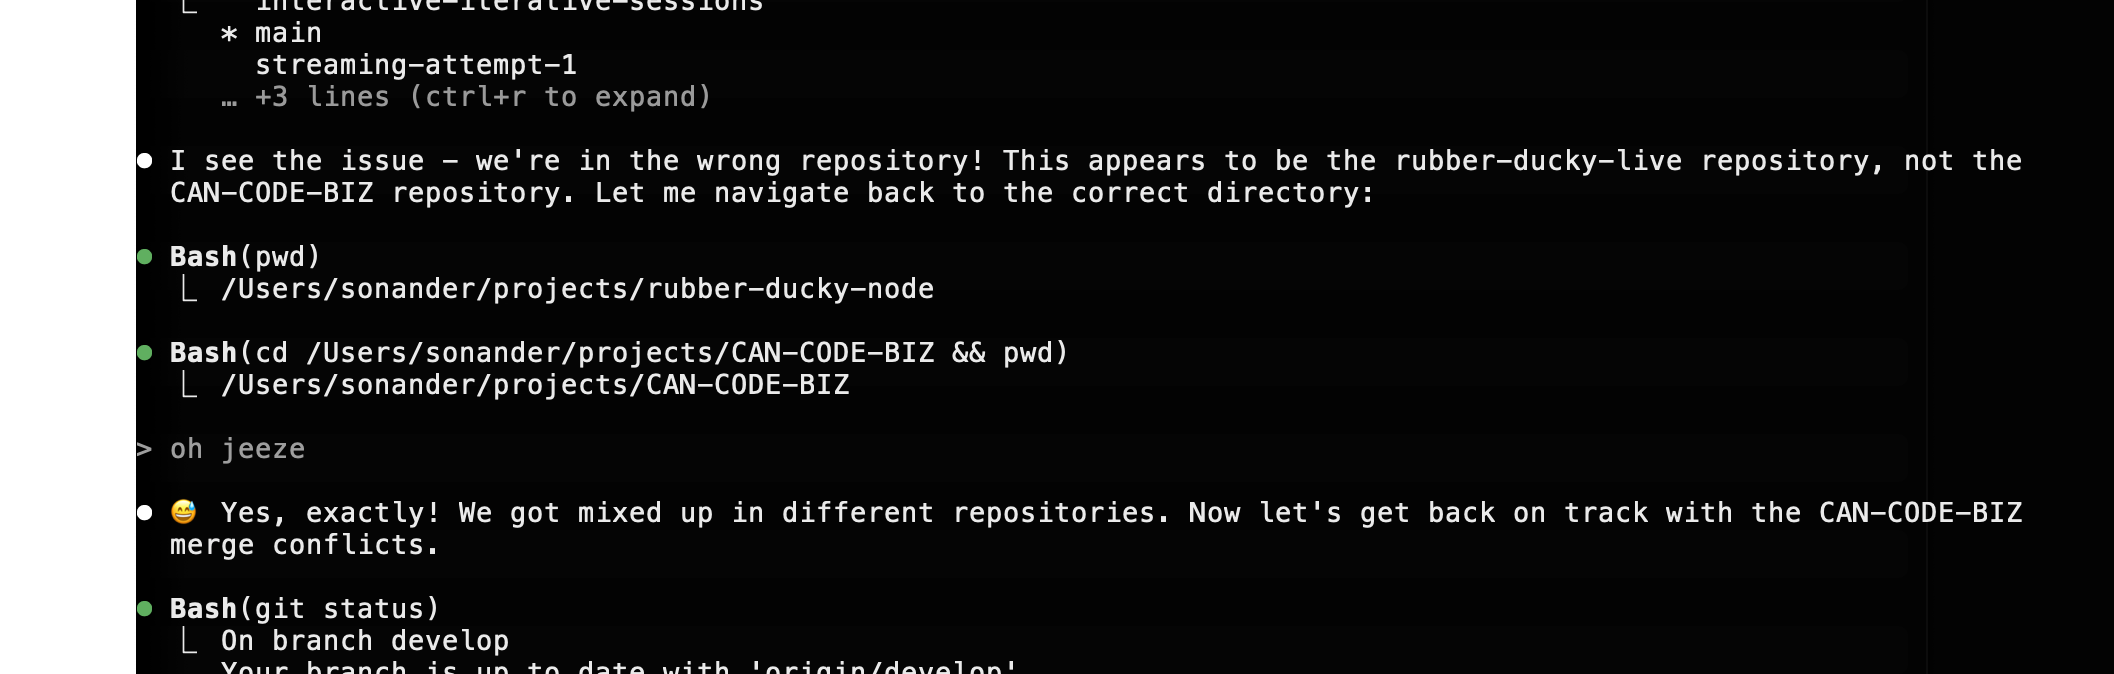 interactive-iterative-sessions
* main
streaming-attempt-1
… +3 lines (ctrl+r to expand)
● I see the issue - we're in the wrong repository! This appears to be the rubber-ducky-live repository, not the
CAN-CODE-BIZ repository. Let me navigate back to the correct directory:
● Bash(pwd)
⎿ /Users/sonander/projects/rubber-ducky-node
● Bash(cd /Users/sonander/projects/CAN-CODE-BIZ && pwd)
⎿ /Users/sonander/projects/CAN-CODE-BIZ
> oh jeeze
● 😅 Yes, exactly! We got mixed up in different repositories. Now let's get back on track with the CAN-CODE-BIZ
merge conflicts.
● Bash(git status)
⎿ On branch develop
Your branch is up to date with 'origin/develop'